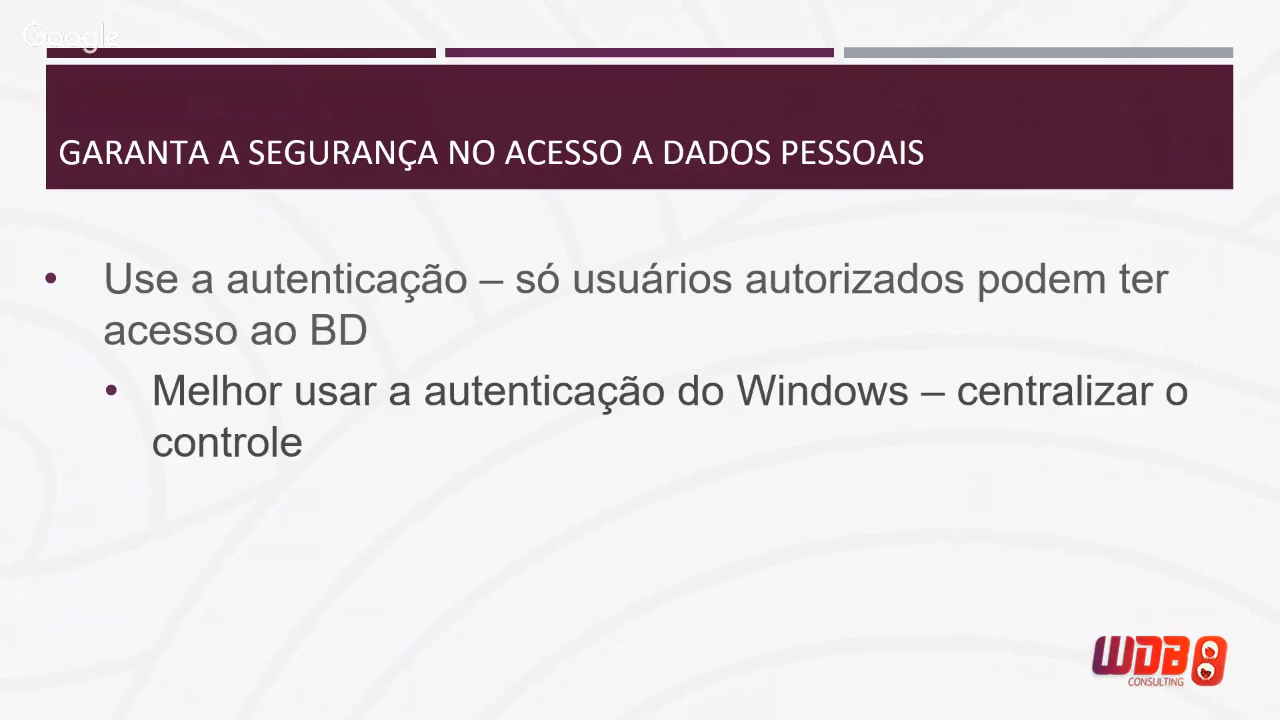 Google
GARANTA A SEGURANÇA NO ACESSO A DADOS PESSOAIS
• Use a autenticação – só usuários autorizados podem ter
acesso ao BD
• Melhor usar a autenticação do Windows – centralizar o
controle
WDB
CONSULTING